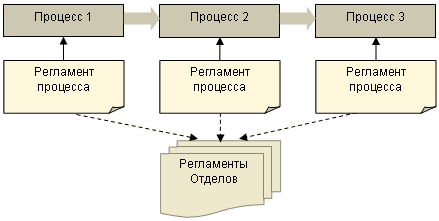 Процесс 1
Процесс 2
Процесс 3
Регламент
процесса
Регламент
процесса
Регламент
процесса
Регламенты
Отделов